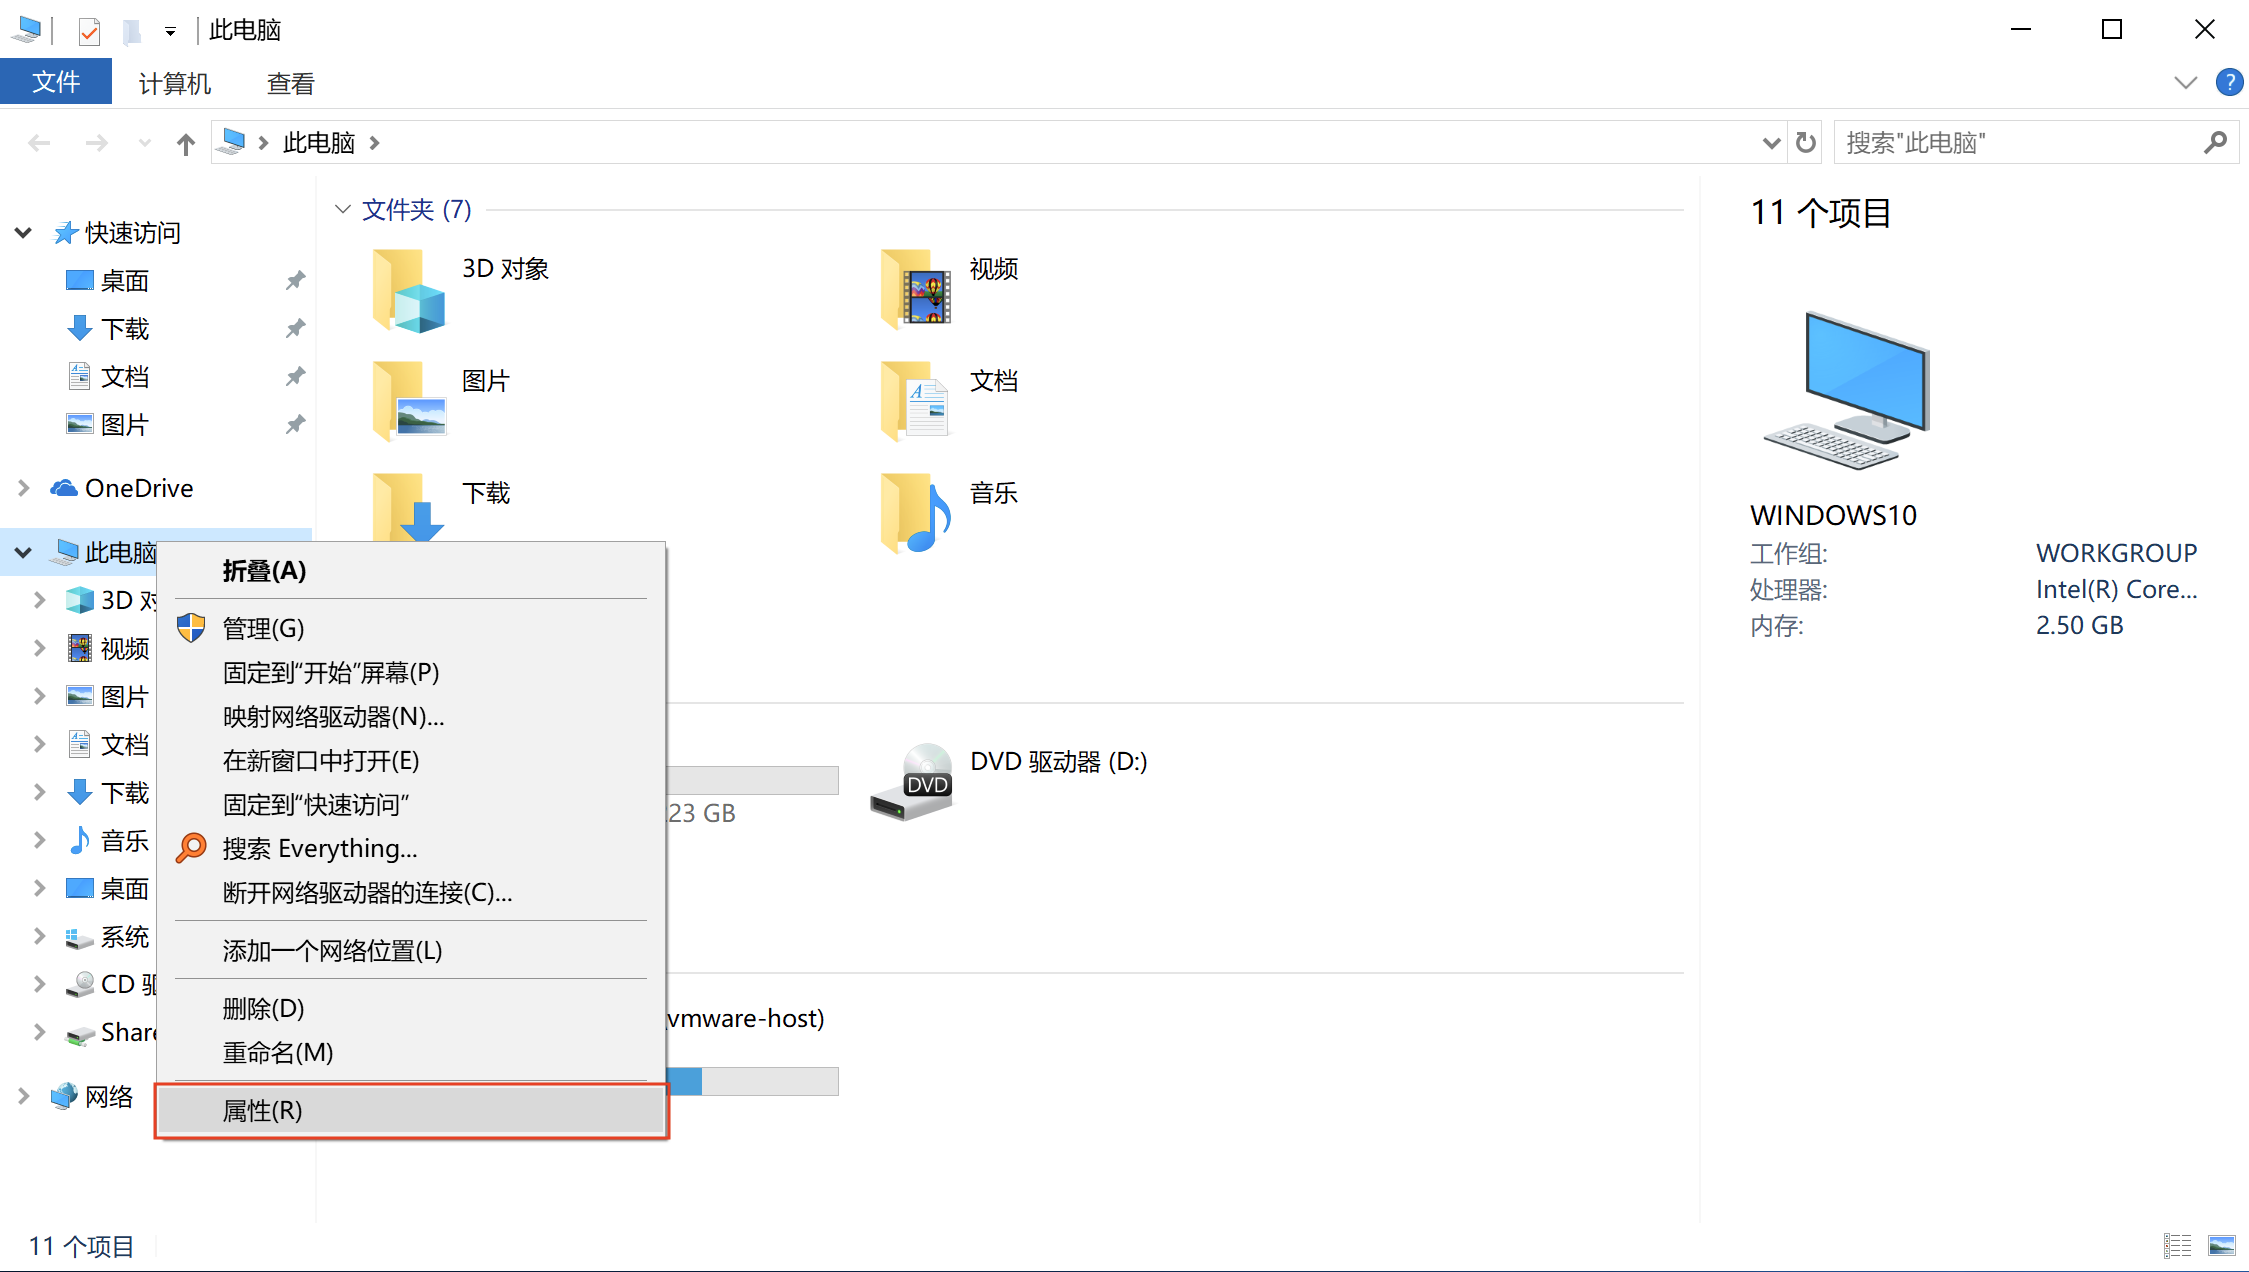 此电脑
文件 计算机 查看
此电脑 搜索"此电脑"
快速访问
桌面
下载
文档
图片
OneDrive
此电脑
3D 对
视频
图片
文档
下载
音乐
桌面
系统
CD 驱
Share
网络
文件夹 (7)
3D 对象
视频
图片
文档
下载
音乐
折叠(A)
管理(G)
固定到“开始”屏幕(P)
映射网络驱动器(N)...
在新窗口中打开(E)
固定到“快速访问”
搜索 Everything...
断开网络驱动器的连接(C)...
添加一个网络位置(L)
删除(D)
重命名(M)
属性(R)
23 GB
DVD
DVD 驱动器 (D:)
vmware-host)
11 个项目
WINDOWS10
工作组: WORKGROUP
处理器: Intel(R) Core...
内存: 2.50 GB
11 个项目